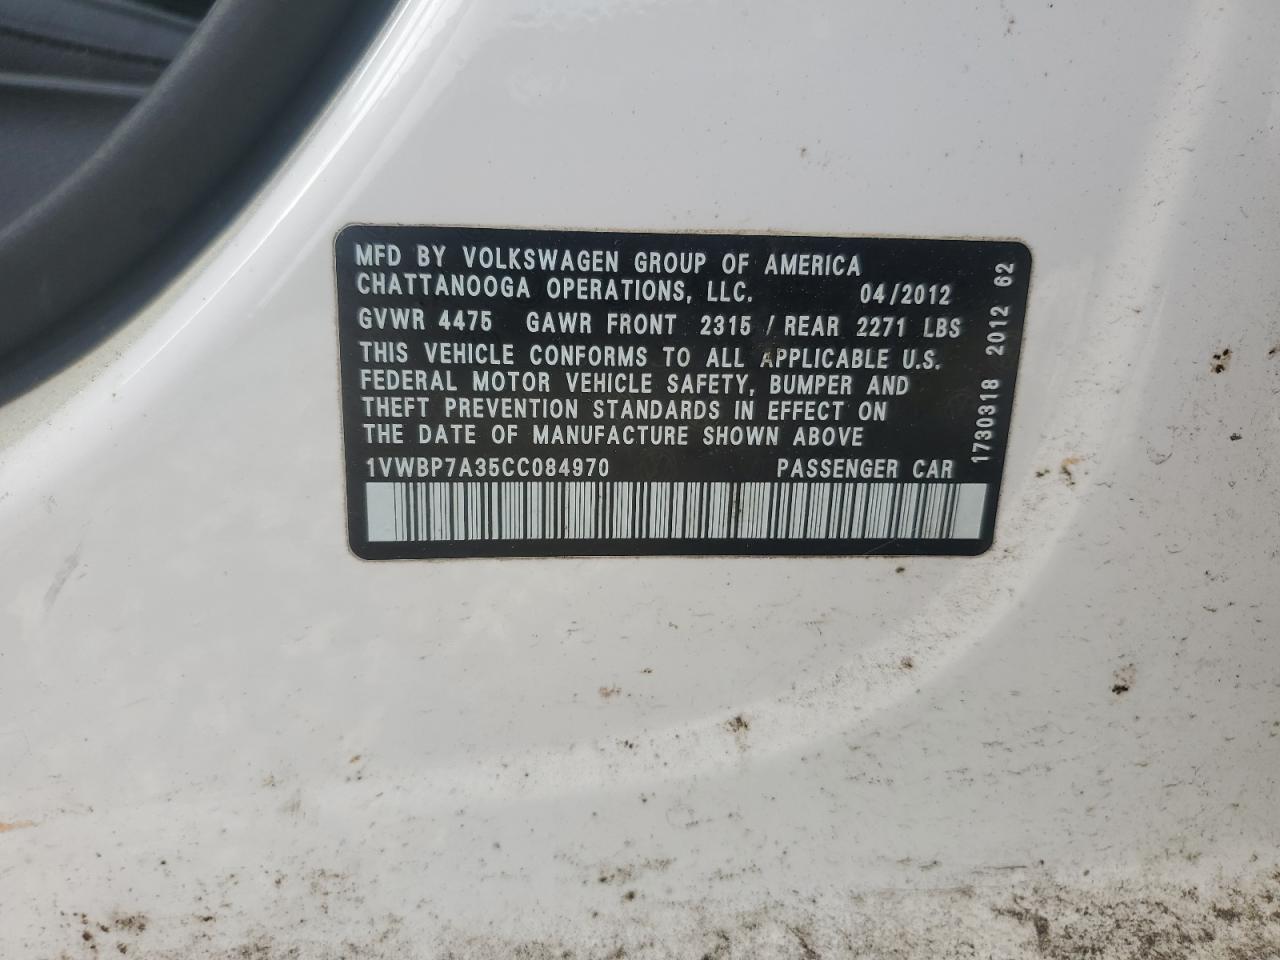 MFD BY VOLKSWAGEN GROUP OF AMERICA
CHATTANOOGA OPERATIONS, LLC. 04/2012
GVWR 4475 GAWR FRONT 2315 / REAR 2271 LBS
THIS VEHICLE CONFORMS TO ALL APPLICABLE U.S.
FEDERAL MOTOR VEHICLE SAFETY, BUMPER AND
THEFT PREVENTION STANDARDS IN EFFECT ON
THE DATE OF MANUFACTURE SHOWN ABOVE
1VWBP7A35CC084970 PASSENGER CAR
1730318 2012 62